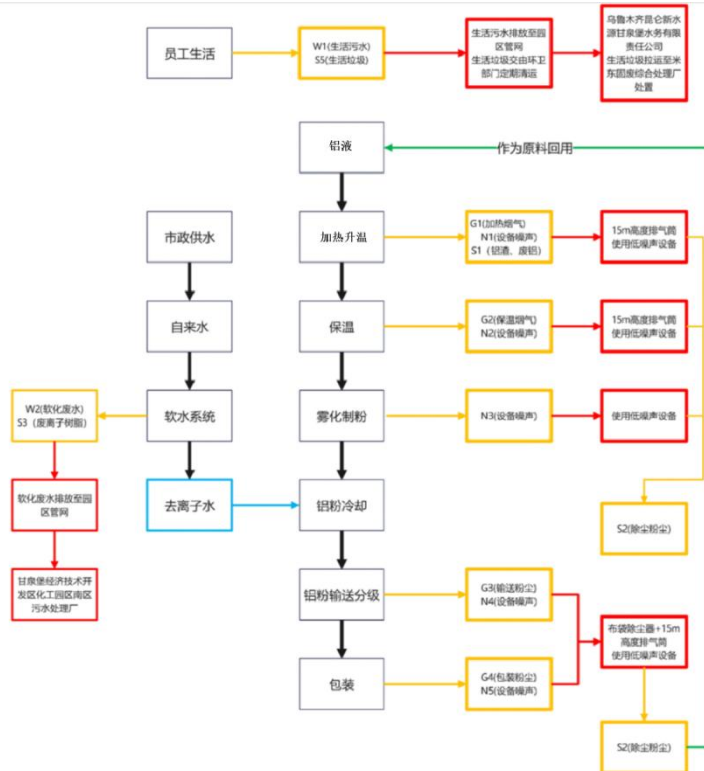 员工生活
W1(生活污水)
S5(生活垃圾)
生活污水排放至园
区管网
生活垃圾交由环卫
部门定期清运
乌鲁木齐昆仑新水
源甘泉堡水务有限
责任公司
生活垃圾拉运至米
东固废综合处理厂
处置
铝液
作为原料回用
市政供水
加热升温
G1(加热烟气)
N1(设备噪声)
S1（铝渣、废铝）
15m高度排气筒
使用低噪声设备
自来水
保温
G2(保温烟气)
N2(设备噪声)
15m高度排气筒
使用低噪声设备
W2(软化废水)
S3（废离子树脂）
软水系统
雾化制粉
N3(设备噪声)
使用低噪声设备
软化废水排放至园
区管网
去离子水
铝粉冷却
S2(除尘粉尘)
甘泉堡经济技术开
发区化工园区南区
污水处理厂
铝粉输送分级
G3(输送粉尘)
N4(设备噪声)
布袋除尘器+15m
高度排气筒
使用低噪声设备
包装
G4(包装粉尘)
N5(设备噪声)
S2(除尘粉尘)